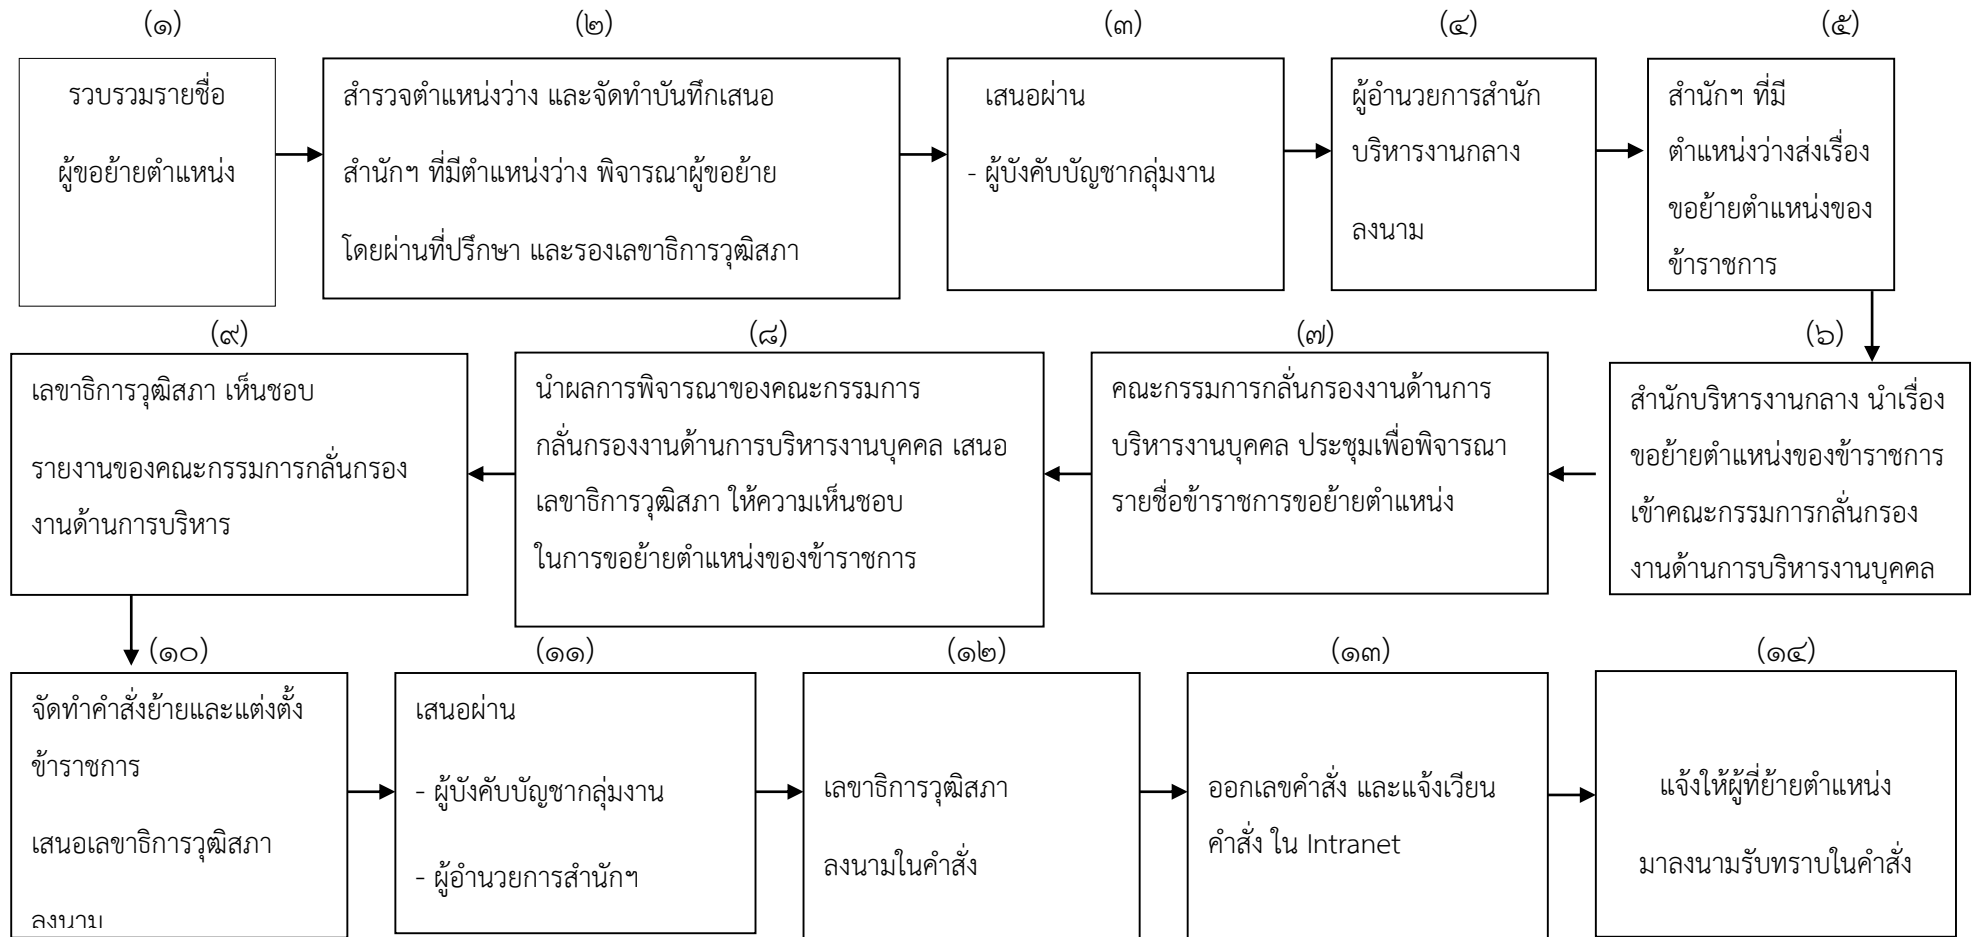 (๑)
รวบรวมรายชื่อ
ผู้ขอย้ายตำแหน่ง
(๒)
สำรวจตำแหน่งว่าง และจัดทำบันทึกเสนอ
สำนักฯ ที่มีตำแหน่งว่าง พิจารณาผู้ขอย้าย
โดยผ่านที่ปรึกษา และรองเลขาธิการวุฒิสภา
(๓)
เสนอผ่าน
- ผู้บังคับบัญชากลุ่มงาน
(๔)
ผู้อำนวยการสำนัก
บริหารงานกลาง
ลงนาม
(๕)
สำนักฯ ที่มี
ตำแหน่งว่างส่งเรื่อง
ขอย้ายตำแหน่งของ
ข้าราชการ
(๖)
สำนักบริหารงานกลาง นำเรื่อง
ขอย้ายตำแหน่งของข้าราชการ
เข้าคณะกรรมการกลั่นกรอง
งานด้านการบริหารงานบุคคล
(๗)
คณะกรรมการกลั่นกรองงานด้านการ
บริหารงานบุคคล ประชุมเพื่อพิจารณา
รายชื่อข้าราชการขอย้ายตำแหน่ง
(๘)
นำผลการพิจารณาของคณะกรรมการ
กลั่นกรองงานด้านการบริหารงานบุคคล เสนอ
เลขาธิการวุฒิสภา ให้ความเห็นชอบ
ในการขอย้ายตำแหน่งของข้าราชการ
(๙)
เลขาธิการวุฒิสภา เห็นชอบ
รายงานของคณะกรรมการกลั่นกรอง
งานด้านการบริหาร
(๑๐)
จัดทำคำสั่งย้ายและแต่งตั้ง
ข้าราชการ
เสนอเลขาธิการวุฒิสภา
ลงนาม
(๑๑)
เสนอผ่าน
- ผู้บังคับบัญชากลุ่มงาน
- ผู้อำนวยการสำนักฯ
(๑๒)
เลขาธิการวุฒิสภา
ลงนามในคำสั่ง
(๑๓)
ออกเลขคำสั่ง และแจ้งเวียน
คำสั่ง ใน Intranet
(๑๔)
แจ้งให้ผู้ที่ย้ายตำแหน่ง
มาลงนามรับทราบในคำสั่ง